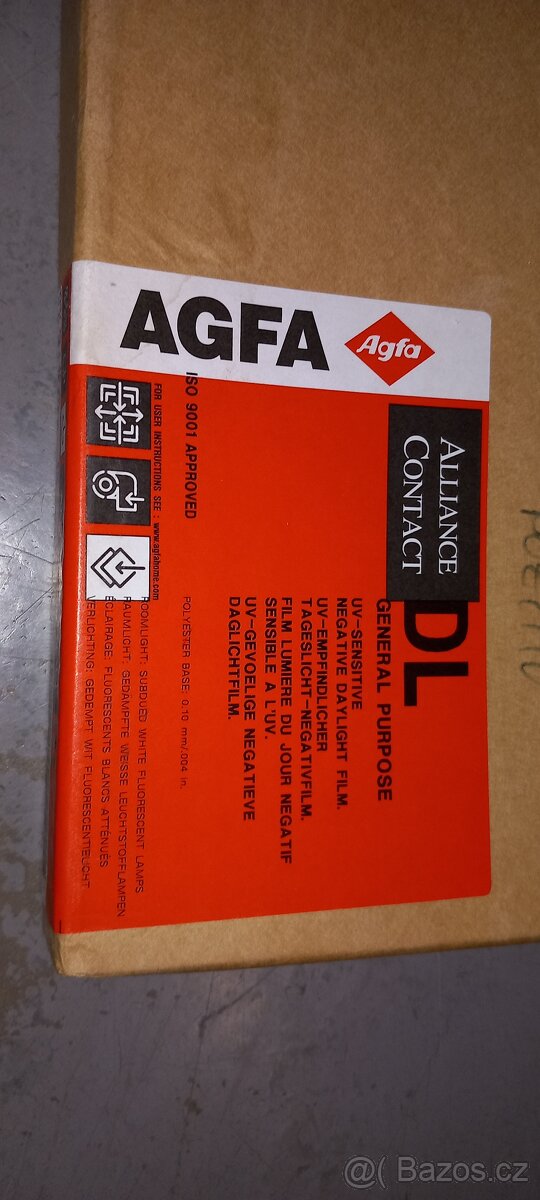 AGFA
Agfa
ALLIANCE
CONTACT
DL
GENERAL PURPOSE
UV-SENSITIVE
NEGATIVE DAYLIGHT FILM.
UV-EMPFINDLICHER
TAGESLICHT-NEGATIVFILM.
FILM LUMIERE DU JOUR NEGATIF
SENSIBLE A L'UV.
UV-GEVOELIGE NEGATIEVE
DAGLICHTFILM.
ISO 9001 APPROVED
POLYESTER BASE: 0.10 mm/.004 in.
FOR USER INSTRUCTIONS SEE : www.agfahome.com
ROOMLIGHT: SUBDUED WHITE FLUORESCENT LAMPS
RAUMLICHT: GEDÄMPFTE WEISSE LEUCHTSTOFFLAMPEN
ÉCLAIRAGE: FLUORESCENTS BLANCS ATTÉNUÉS
VERLICHTING: GEDEMPT WIT FLUORESCENTIELICHT
@( Bazoš.cz